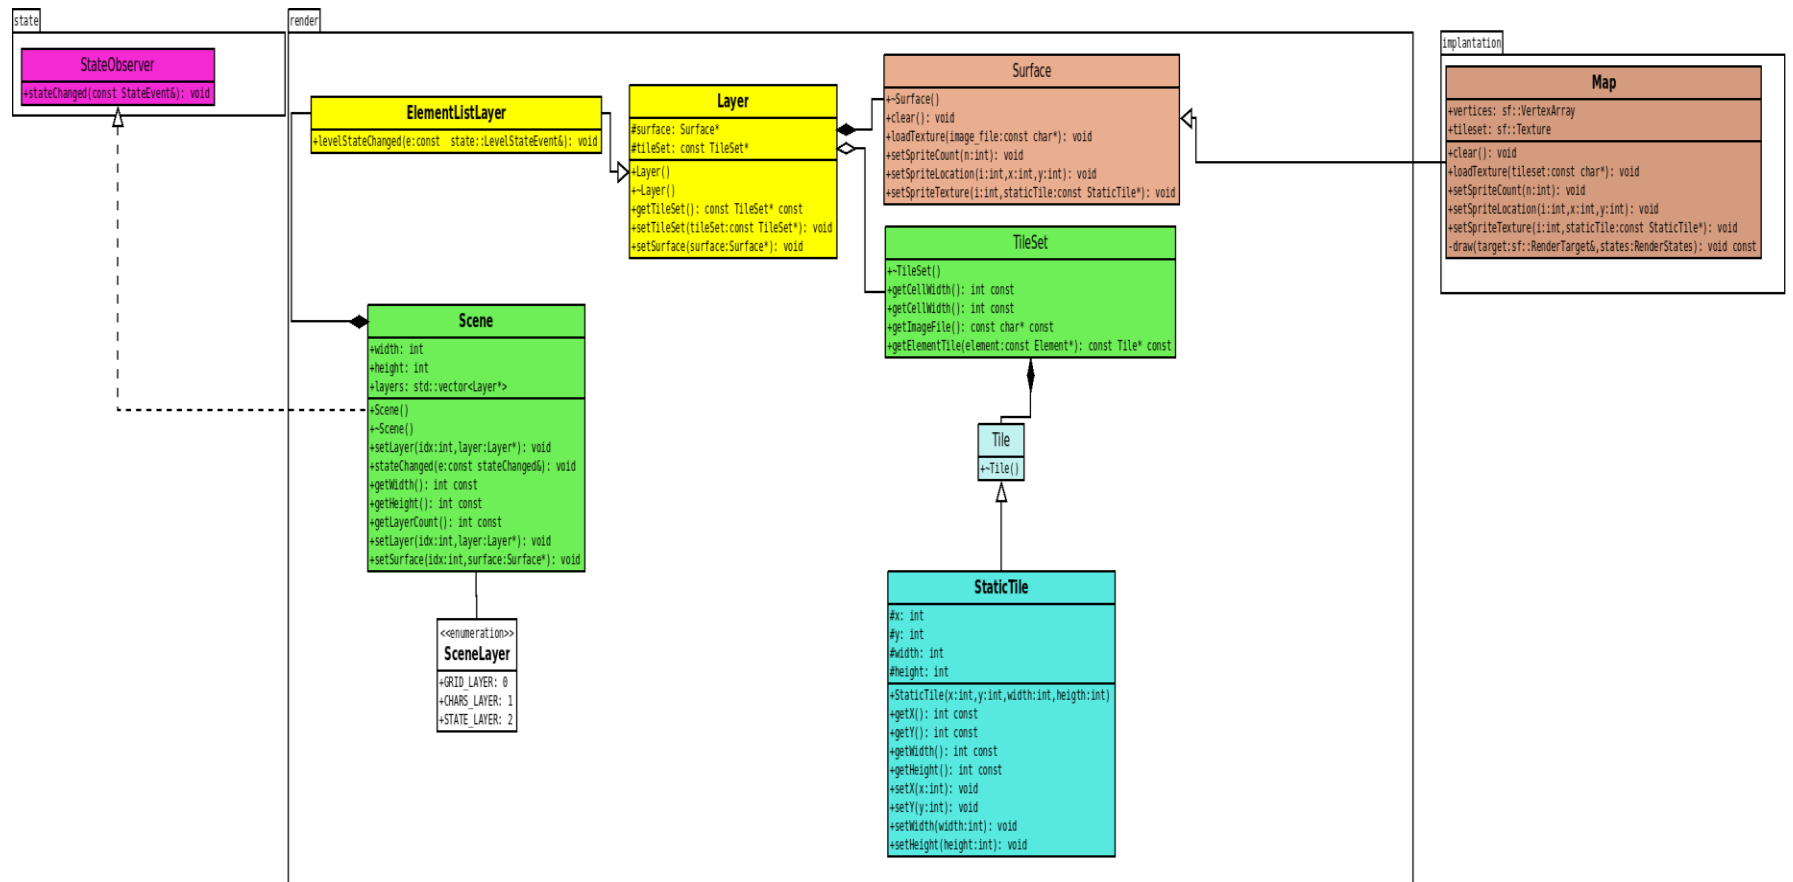 state
StateObserver
+stateChanged(const StateEvent&): void
render
ElementListLayer
+levelStateChanged(e:const  state::LevelStateEvent&): void
Layer
#surface: Surface*
#tileSet: const TileSet*
+Layer()
+~Layer()
+getTileSet(): const TileSet* const
+setTileSet(tileSet:const TileSet*): void
+setSurface(surface:Surface*): void
Surface
+~Surface()
+clear(): void
+loadTexture(image_file:const char*): void
+setSpriteCount(n:int): void
+setSpriteLocation(i:int,x:int,y:int): void
+setSpriteTexture(i:int,staticTile:const StaticTile*): void
TileSet
+~TileSet()
+getCellWidth(): int const
+getCellWidth(): int const
+getImageFile(): const char* const
+getElementTile(element:const Element*): const Tile* const
implantation
Map
+vertices: sf::VertexArray
+tileset: sf::Texture
+clear(): void
+loadTexture(tileset:const char*): void
+setSpriteCount(n:int): void
+setSpriteLocation(i:int,x:int,y:int): void
+setSpriteTexture(i:int,staticTile:const StaticTile*): void
-draw(target:sf::RenderTarget&,states:RenderStates): void const
Scene
+width: int
+height: int
+layers: std::vector<Layer*>
+Scene()
+~Scene()
+setLayer(idx:int,layer:Layer*): void
+stateChanged(e:const stateChanged&): void
+getWidth(): int const
+getHeight(): int const
+getLayerCount(): int const
+setLayer(idx:int,layer:Layer*): void
+setSurface(idx:int,surface:Surface*): void
<<enumeration>>
SceneLayer
+GRID_LAYER: 0
+CHARS_LAYER: 1
+STATE_LAYER: 2
Tile
+~Tile()
StaticTile
#x: int
#y: int
#width: int
#height: int
+StaticTile(x:int,y:int,width:int,heigth:int)
+getX(): int const
+getY(): int const
+getWidth(): int const
+getHeight(): int const
+setX(x:int): void
+setY(y:int): void
+setWidth(width:int): void
+setHeight(height:int): void